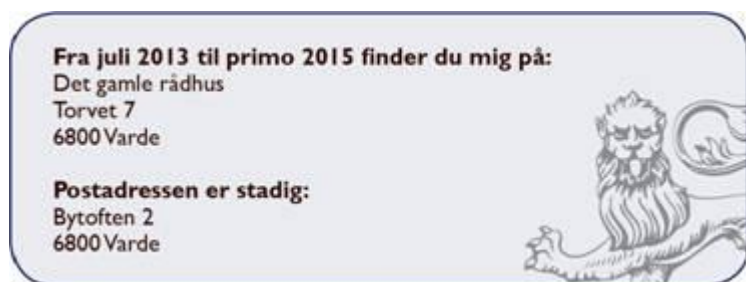 Fra juli 2013 til primo 2015 finder du mig på:
Det gamle rådhus
Torvet 7
6800 Varde
Postadressen er stadig:
Bytoften 2
6800 Varde